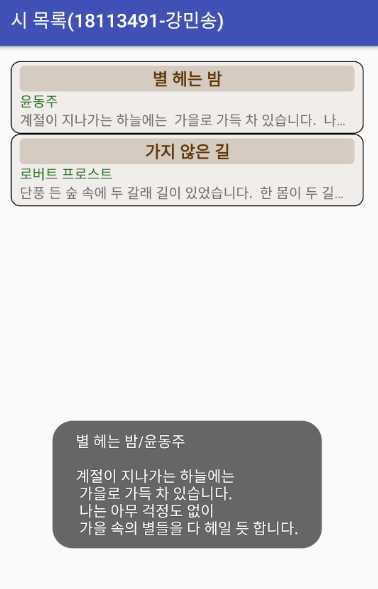 시 목록(18113491-강민송)
별 헤는 밤
윤동주
계절이 지나가는 하늘에는  가을로 가득 차 있습니다.  나...
가지 않은 길
로버트 프로스트
단풍 든 숲 속에 두 갈래 길이 있었습니다.  한 몸이 두 길...
별 헤는 밤/윤동주
계절이 지나가는 하늘에는
가을로 가득 차 있습니다.
나는 아무 걱정도 없이
가을 속의 별들을 다 헤일 듯 합니다.